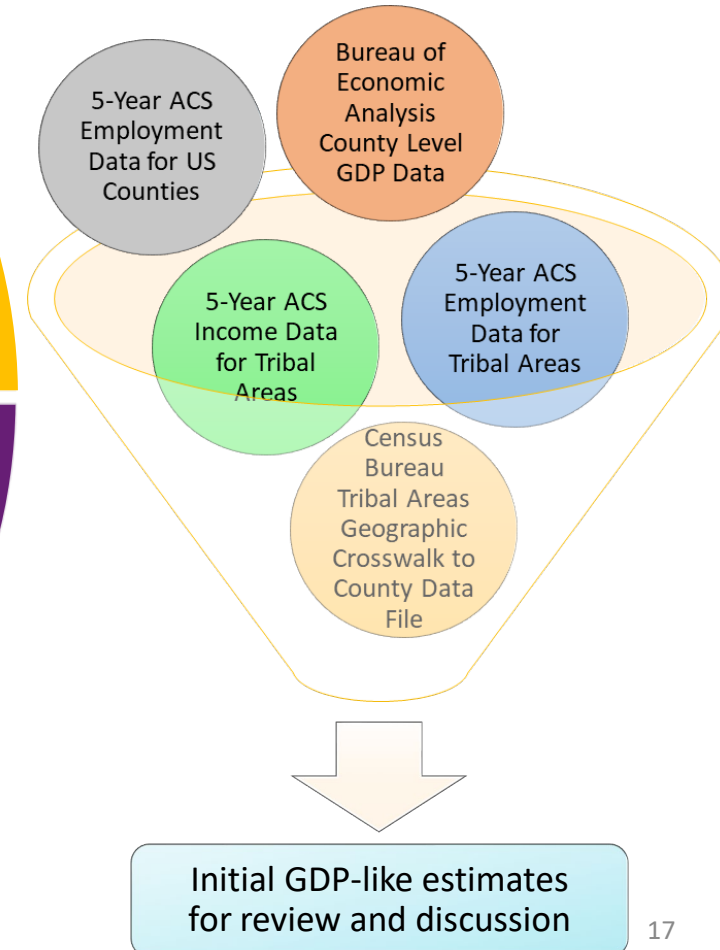 Bureau of
Economic
Analysis
County Level
GDP Data
5-Year ACS
Employment
Data for US
Counties
5-Year ACS
Income Data
for Tribal
Areas
5-Year ACS
Employment
Data for
Tribal Areas
Census
Bureau
Tribal Areas
Geographic
Crosswalk to
County Data
File
Initial GDP-like estimates
for review and discussion
17